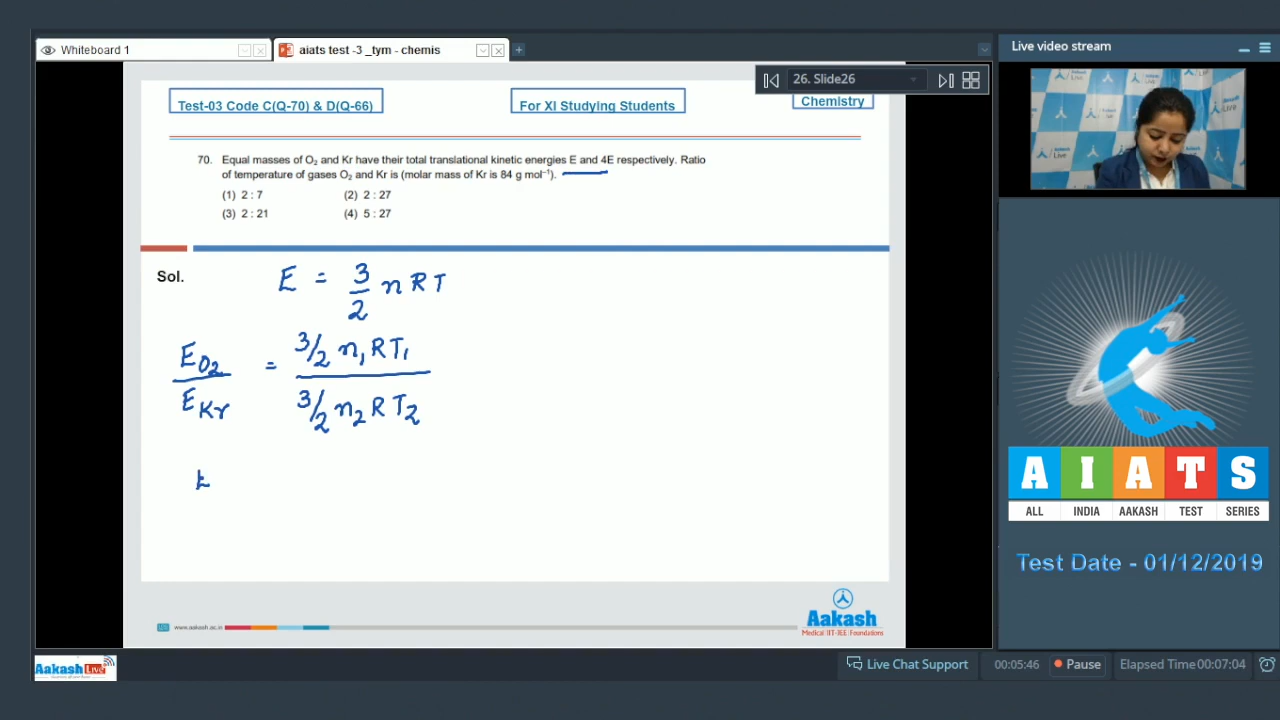 Whiteboard 1
aiats test -3 _tym - chemis
Live video stream
26. Slide26
Test-03 Code C(Q-70) & D(Q-66)
For XI Studying Students
Chemistry
70. Equal masses of O₂ and Kr have their total translational kinetic energies E and 4E respectively. Ratio
of temperature of gases O₂ and Kr is (molar mass of Kr is 84 g mol⁻¹).
(1) 2 : 7 (2) 2 : 27
(3) 2 : 21 (4) 5 : 27
Sol.
E = 3/2 n R T
E O₂ / E Kr = 3/2 n₁ R T₁ / 3/2 n₂ R T₂
E
www.aakash.ac.in
Aakash
Medical | IIT-JEE | Foundations
A I A T S
ALL INDIA AAKASH TEST SERIES
Test Date - 01/12/2019
Aakash Live
Live Chat Support
00:05:46
Pause
Elapsed Time 00:07:04